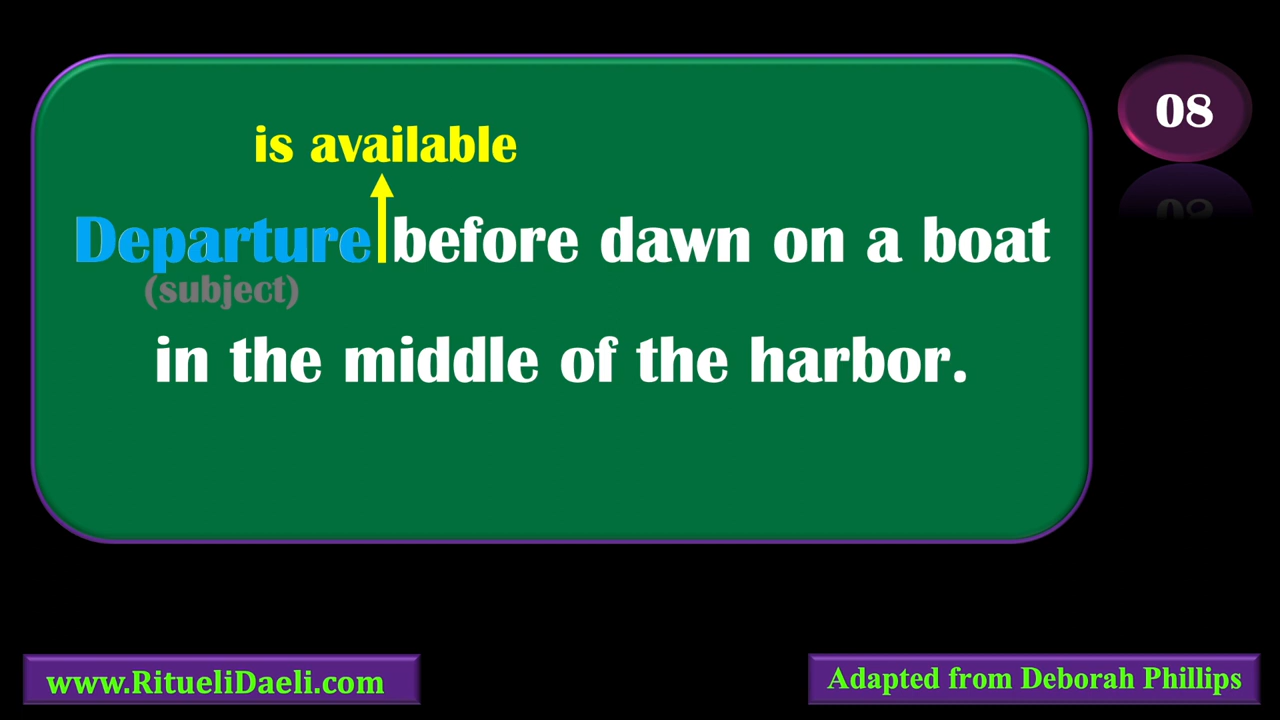 08
is available
Departure before dawn on a boat
(subject)
in the middle of the harbor.
www.RitueliDaeli.com
Adapted from Deborah Phillips